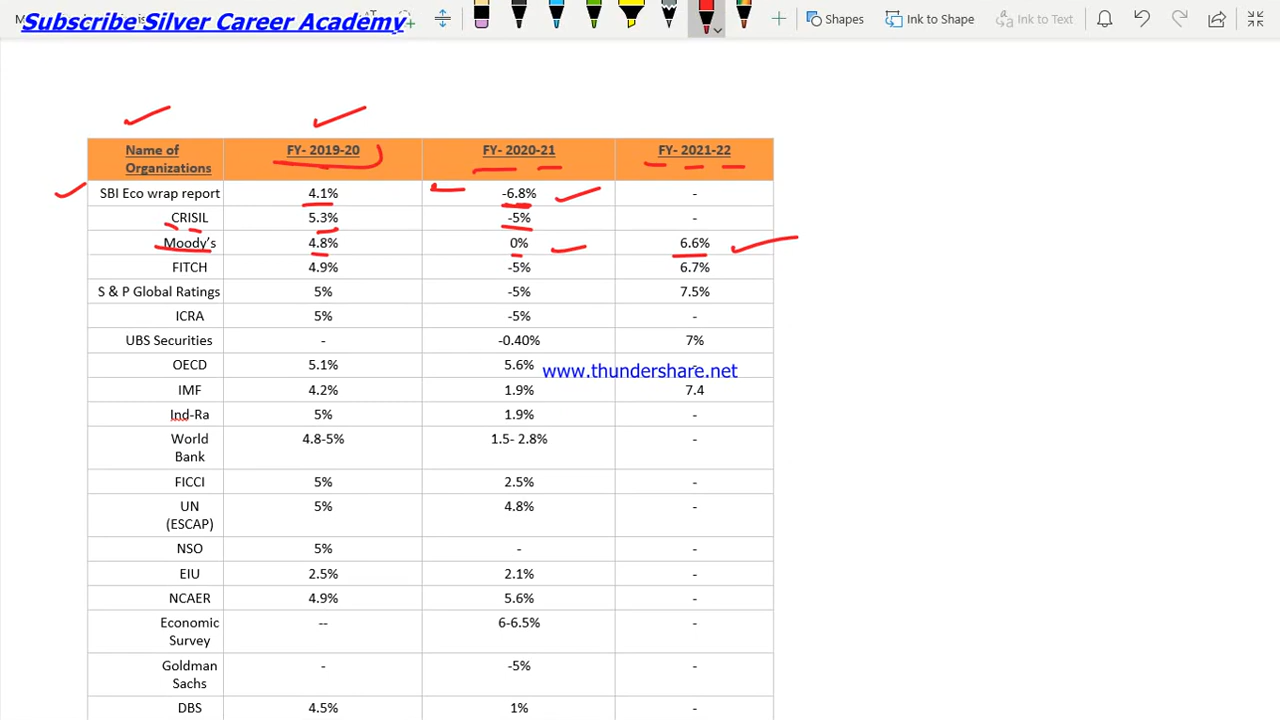 Subscribe Silver Career Academy
Shapes
Ink to Shape
Ink to Text
Name of Organizations FY- 2019-20 FY- 2020-21 FY- 2021-22
SBI Eco wrap report 4.1% -6.8% -
CRISIL 5.3% -5% -
Moody's 4.8% 0% 6.6%
FITCH 4.9% -5% 6.7%
S & P Global Ratings 5% -5% 7.5%
ICRA 5% -5% -
UBS Securities - -0.40% 7%
OECD 5.1% 5.6% -
www.thundershare.net
IMF 4.2% 1.9% 7.4
Ind-Ra 5% 1.9% -
World Bank 4.8-5% 1.5- 2.8% -
FICCI 5% 2.5% -
UN (ESCAP) 5% 4.8% -
NSO 5% - -
EIU 2.5% 2.1% -
NCAER 4.9% 5.6% -
Economic Survey -- 6-6.5% -
Goldman Sachs - -5% -
DBS 4.5% 1% -